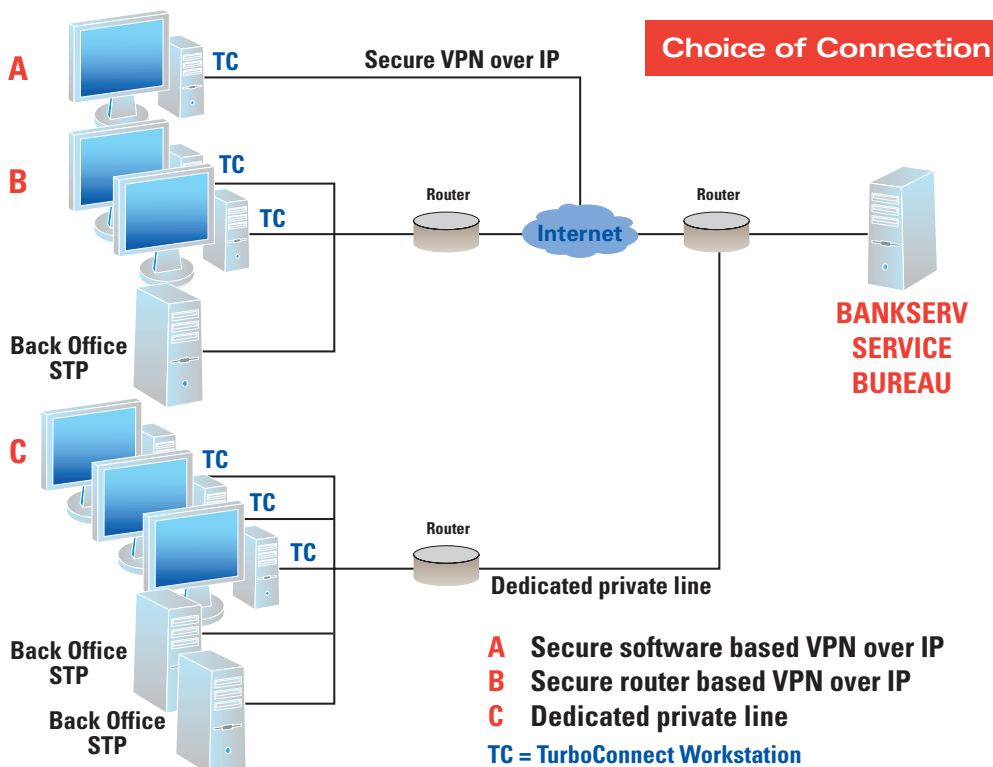 Choice of Connection
A
TC
Secure VPN over IP
B
TC
TC
Router
Internet
Router
Back Office
STP
BANKSERV
SERVICE
BUREAU
C
TC
TC
TC
Router
Dedicated private line
Back Office
STP
Back Office
STP
A Secure software based VPN over IP
B Secure router based VPN over IP
C Dedicated private line
TC = TurboConnect Workstation